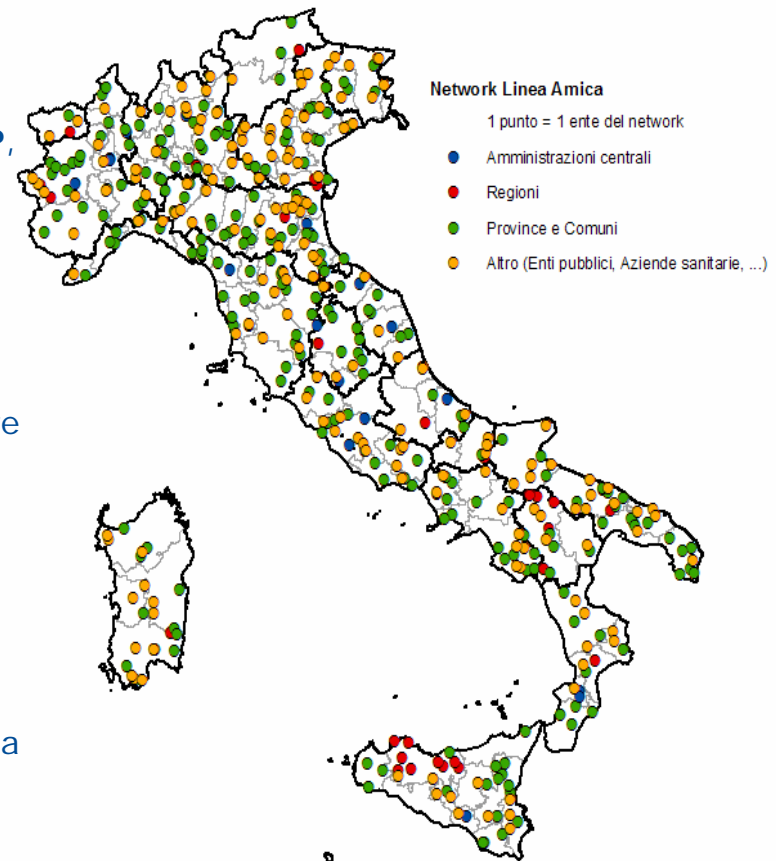 Network Linea Amica
1 punto = 1 ente del network
Amministrazioni centrali
Regioni
Province e Comuni
Altro (Enti pubblici, Aziende sanitarie, ...)
,
e
a